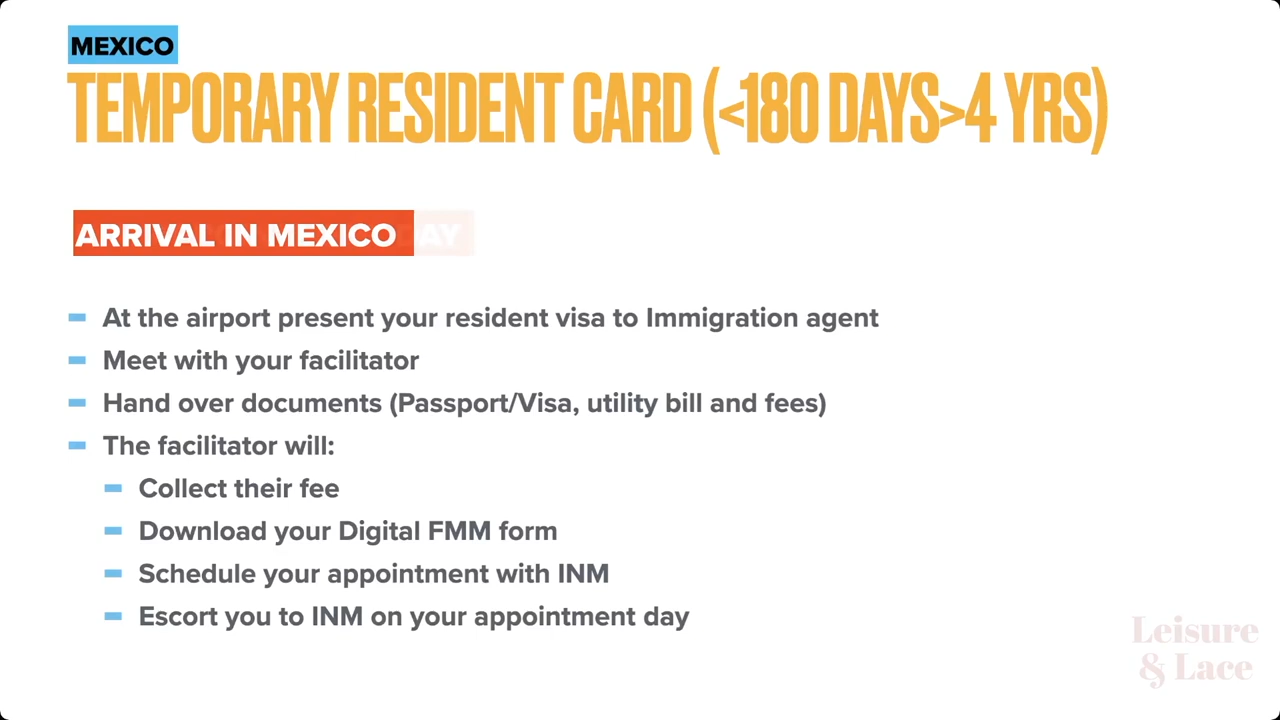 MEXICO
TEMPORARY RESIDENT CARD (<180 DAYS>4 YRS)
ARRIVAL IN MEXICO
At the airport present your resident visa to Immigration agent
Meet with your facilitator
Hand over documents (Passport/Visa, utility bill and fees)
The facilitator will:
Collect their fee
Download your Digital FMM form
Schedule your appointment with INM
Escort you to INM on your appointment day
Leisure
& Lace